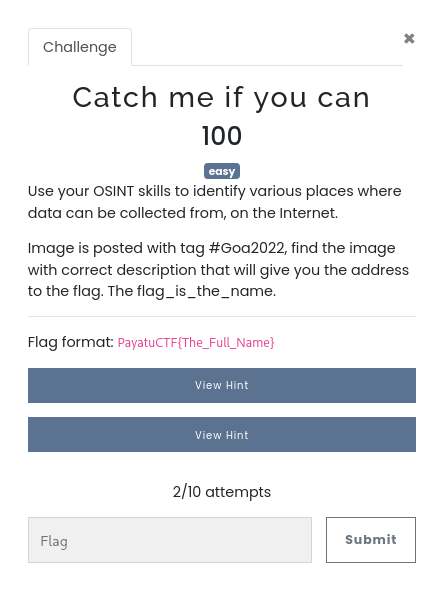 Challenge
×
Catch me if you can
100
easy
Use your OSINT skills to identify various places where
data can be collected from, on the Internet.
Image is posted with tag #Goa2022, find the image
with correct description that will give you the address
to the flag. The flag_is_the_name.
Flag format: PayatuCTF{The_Full_Name}
View Hint
View Hint
2/10 attempts
Flag
Submit